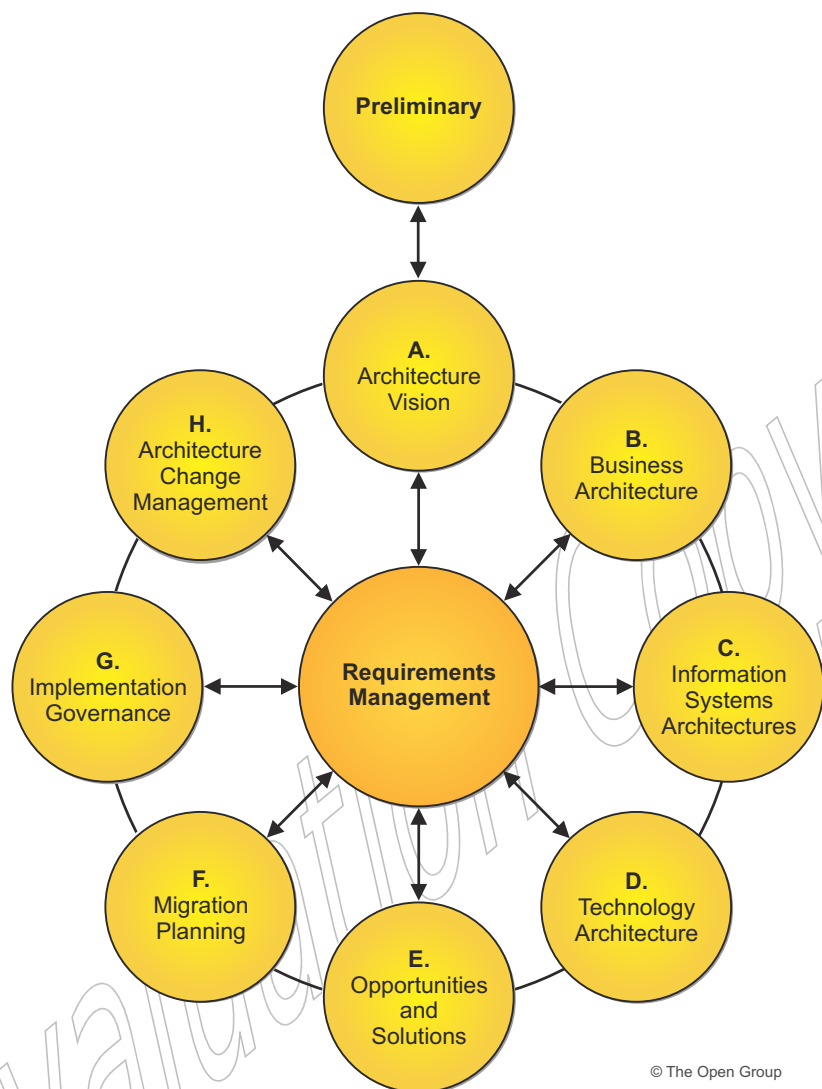 Preliminary
A.
Architecture
Vision
H.
Architecture
Change
Management
B.
Business
Architecture
G.
Implementation
Governance
Requirements
Management
C.
Information
Systems
Architectures
F.
Migration
Planning
D.
Technology
Architecture
E.
Opportunities
and
Solutions
© The Open Group